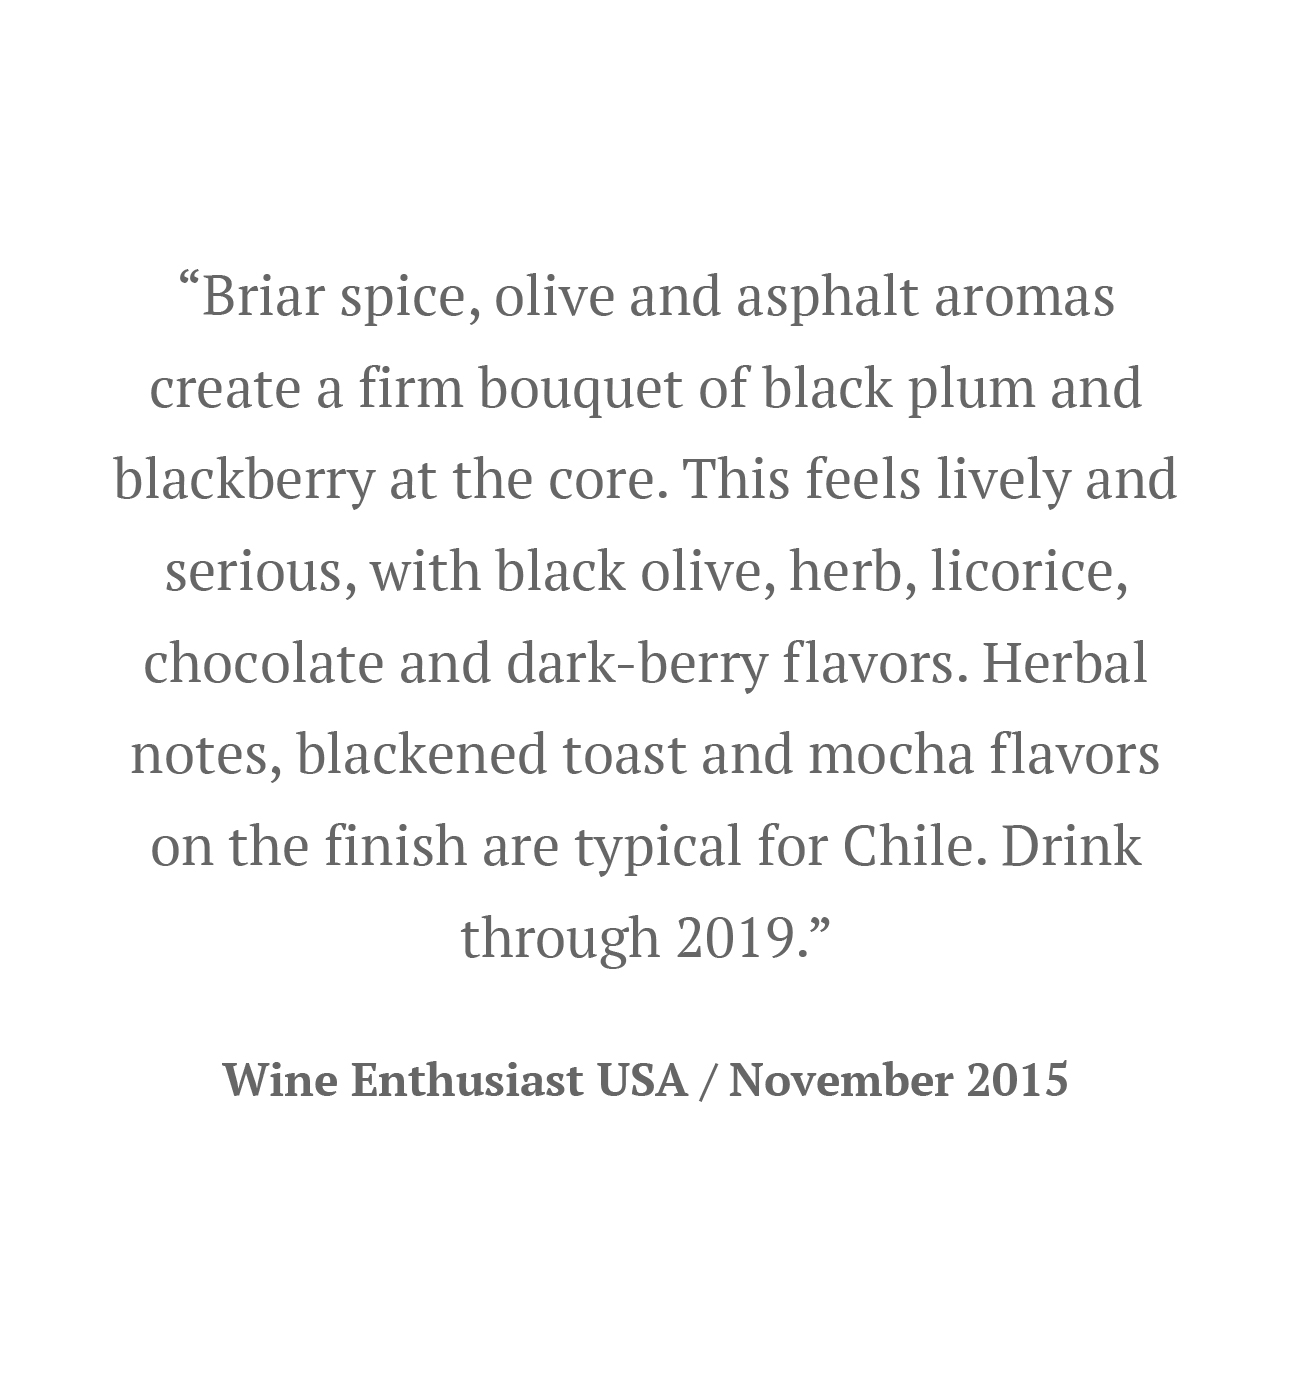 “Briar spice, olive and asphalt aromas
create a firm bouquet of black plum and
blackberry at the core. This feels lively and
serious, with black olive, herb, licorice,
chocolate and dark-berry flavors. Herbal
notes, blackened toast and mocha flavors
on the finish are typical for Chile. Drink
through 2019.”
Wine Enthusiast USA / November 2015